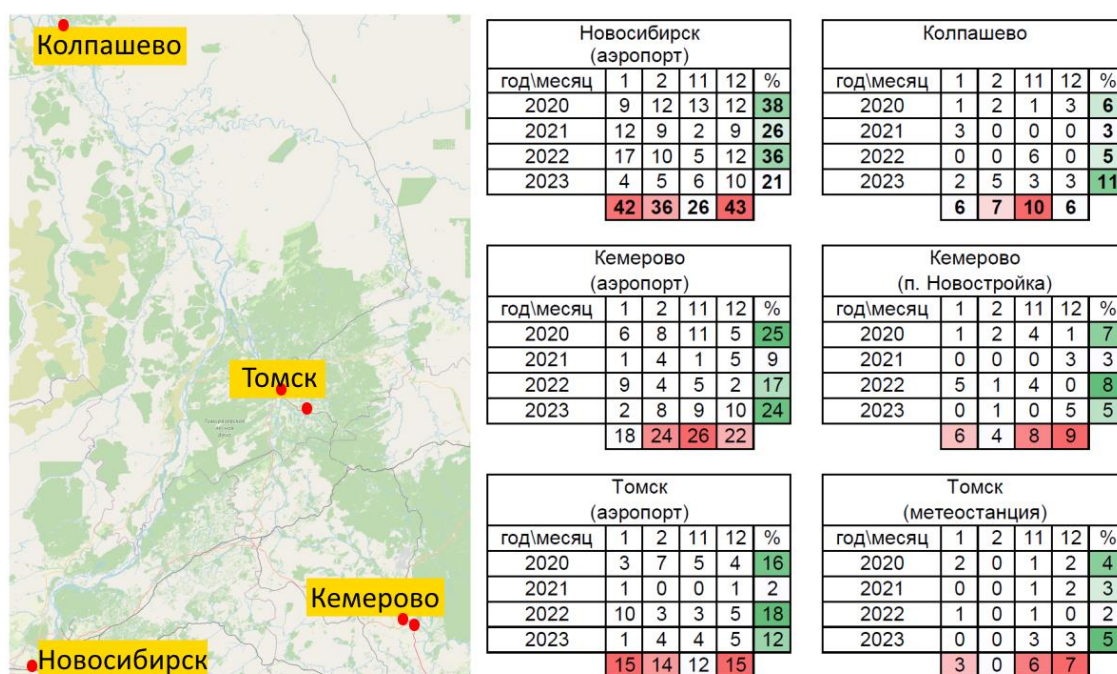 Колпашево
Томск
Кемерово
Новосибирск
Новосибирск
(аэропорт)
год\месяц 1 2 11 12 %
2020 9 12 13 12 38
2021 12 9 2 9 26
2022 17 10 5 12 36
2023 4 5 6 10 21
42 36 26 43
Колпашево
год\месяц 1 2 11 12 %
2020 1 2 1 3 6
2021 3 0 0 0 3
2022 0 0 6 0 5
2023 2 5 3 3 11
6 7 10 6
Кемерово
(аэропорт)
год\месяц 1 2 11 12 %
2020 6 8 11 5 25
2021 1 4 1 5 9
2022 9 4 5 2 17
2023 2 8 9 10 24
18 24 26 22
Кемерово
(п. Новостройка)
год\месяц 1 2 11 12 %
2020 1 2 4 1 7
2021 0 0 0 3 3
2022 5 1 4 0 8
2023 0 1 0 5 5
6 4 8 9
Томск
(аэропорт)
год\месяц 1 2 11 12 %
2020 3 7 5 4 16
2021 1 0 0 1 2
2022 10 3 3 5 18
2023 1 4 4 5 12
15 14 12 15
Томск
(метеостанция)
год\месяц 1 2 11 12 %
2020 2 0 1 2 4
2021 0 0 1 2 3
2022 1 0 1 0 2
2023 0 0 3 3 5
3 0 6 7